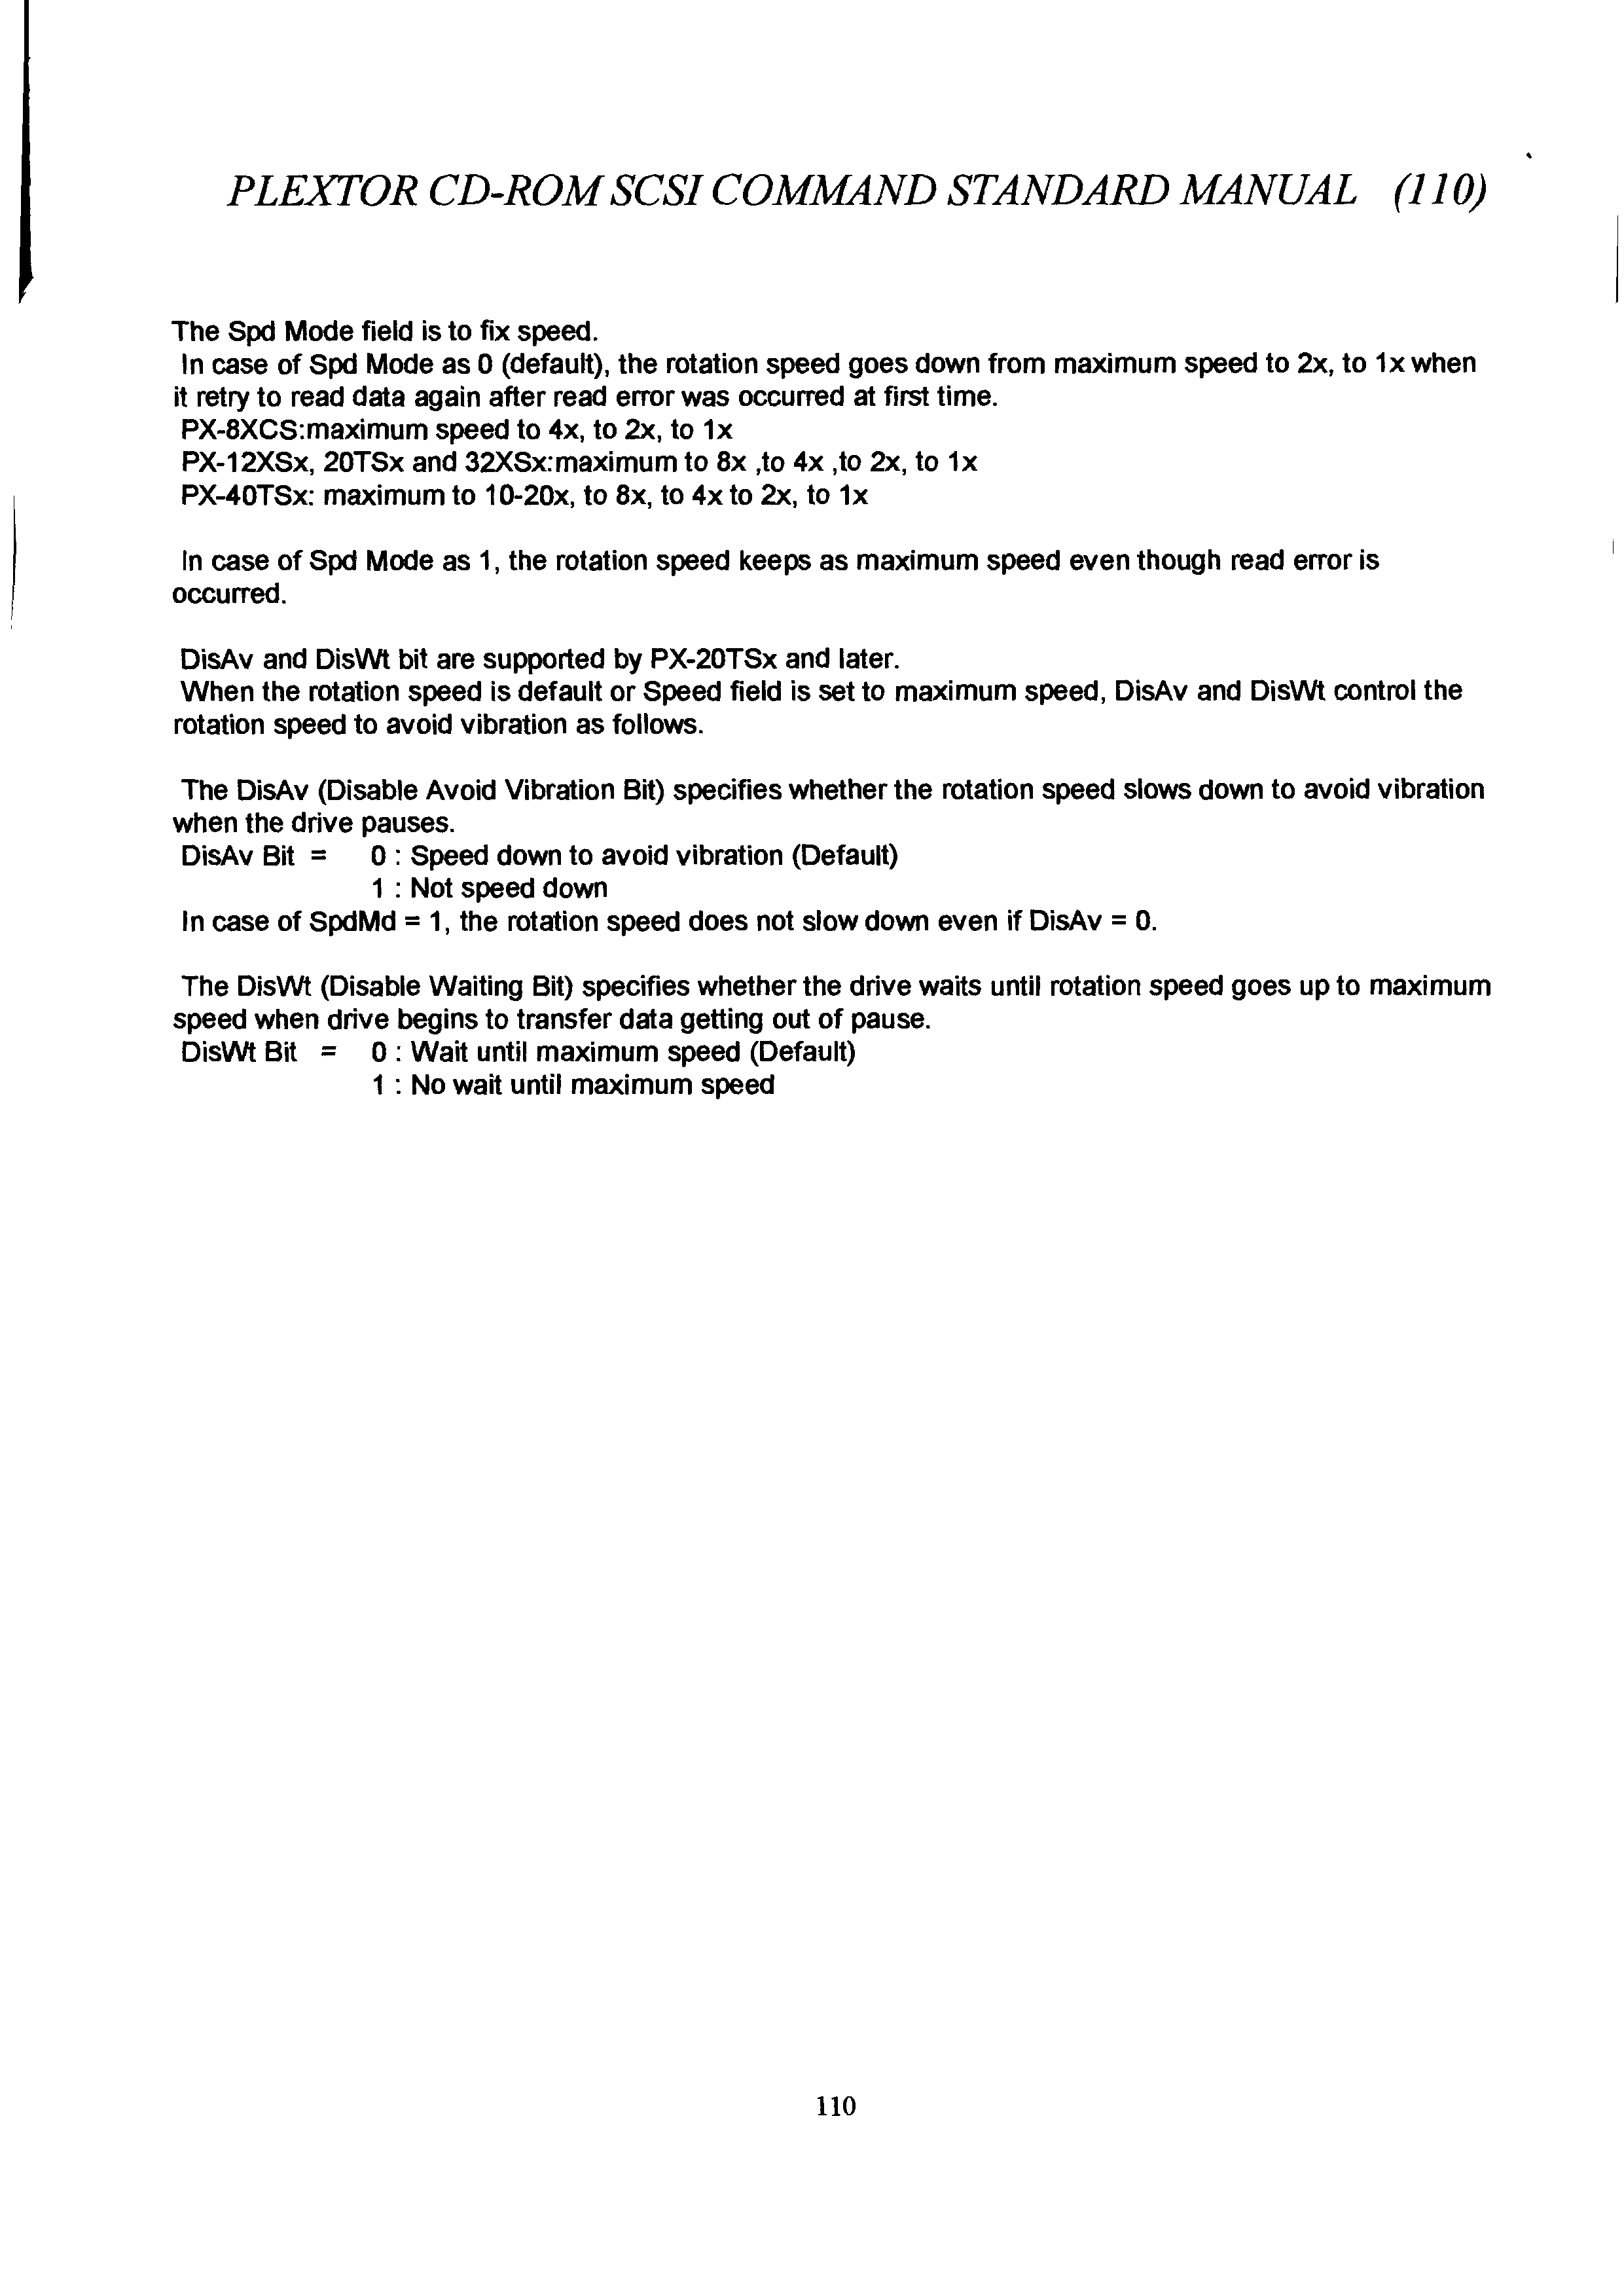 PLEXTOR CD-ROM SCSI COMMAND STANDARD MANUAL (110)
The Spd Mode field is to fix speed.
In case of Spd Mode as 0 (default), the rotation speed goes down from maximum speed to 2x, to 1x when
it retry to read data again after read error was occurred at first time.
PX-8XCS:maximum speed to 4x, to 2x, to 1x
PX-12XSx, 20TSx and 32XSx:maximum to 8x ,to 4x ,to 2x, to 1x
PX-40TSx: maximum to 10-20x, to 8x, to 4x to 2x, to 1x
In case of Spd Mode as 1, the rotation speed keeps as maximum speed even though read error is
occurred.
DisAv and DisWt bit are supported by PX-20TSx and later.
When the rotation speed is default or Speed field is set to maximum speed, DisAv and DisWt control the
rotation speed to avoid vibration as follows.
The DisAv (Disable Avoid Vibration Bit) specifies whether the rotation speed slows down to avoid vibration
when the drive pauses.
DisAv Bit = 0 : Speed down to avoid vibration (Default)
1 : Not speed down
In case of SpdMd = 1, the rotation speed does not slow down even if DisAv = 0.
The DisWt (Disable Waiting Bit) specifies whether the drive waits until rotation speed goes up to maximum
speed when drive begins to transfer data getting out of pause.
DisWt Bit = 0 : Wait until maximum speed (Default)
1 : No wait until maximum speed
110